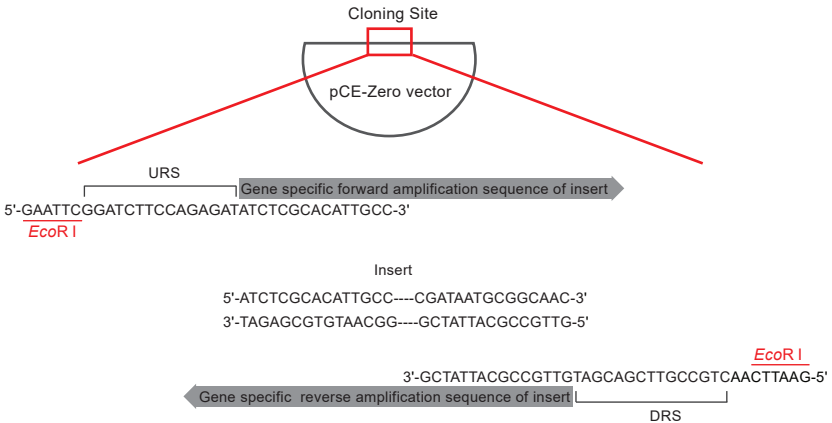 Cloning Site
pCE-Zero vector
URS
Gene specific forward amplification sequence of insert
5'-GAATTCGGATCTTCCAGAGATATCTCGCACATTGCC-3'
EcoR I
Insert
5'-ATCTCGCACATTGCC----CGATAATGCGGCAAC-3'
3'-TAGAGCGTGTAACGG----GCTATTACGCCGTTG-5'
EcoR I
3'-GCTATTACGCCGTTGTAGCAGCTTGCCGTCAACTTAAG-5'
Gene specific reverse amplification sequence of insert
DRS